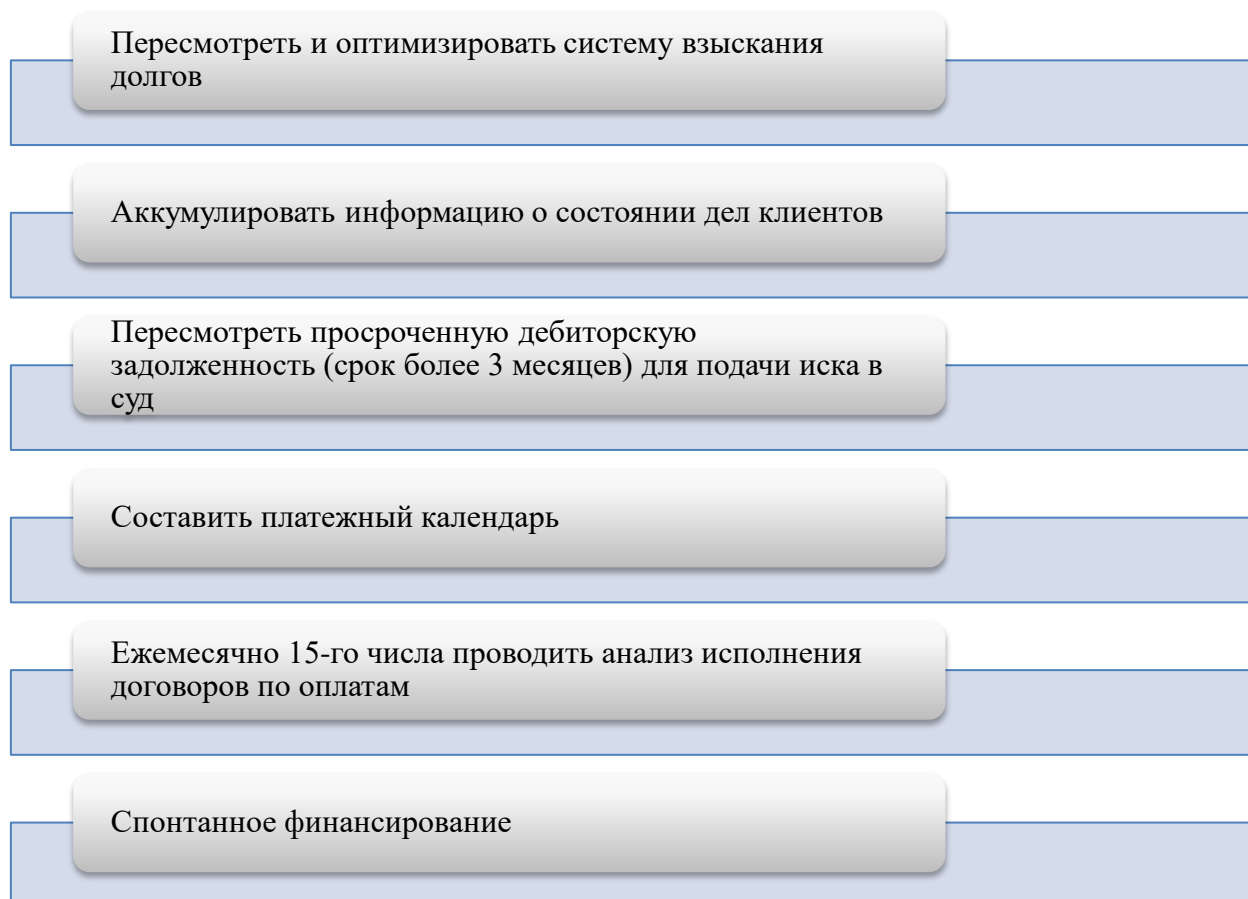 Пересмотреть и оптимизировать систему взыскания
долгов
Аккумулировать информацию о состоянии дел клиентов
Пересмотреть просроченную дебиторскую
задолженность (срок более 3 месяцев) для подачи иска в
суд
Составить платежный календарь
Ежемесячно 15-го числа проводить анализ исполнения
договоров по оплатам
Спонтанное финансирование